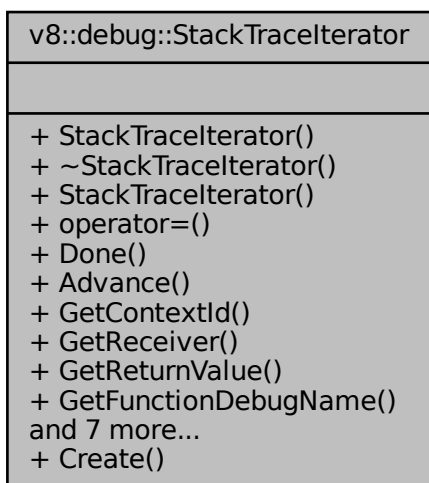 v8::debug::StackTraceIterator
+ StackTraceIterator()
+ ~StackTraceIterator()
+ StackTraceIterator()
+ operator=()
+ Done()
+ Advance()
+ GetContextId()
+ GetReceiver()
+ GetReturnValue()
+ GetFunctionDebugName()
and 7 more...
+ Create()